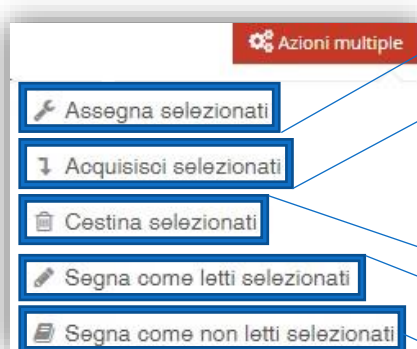 Azioni multiple
Assegna selezionati
Acquisisci selezionati
Cestina selezionati
Segna come letti selezionati
Segna come non letti selezionati